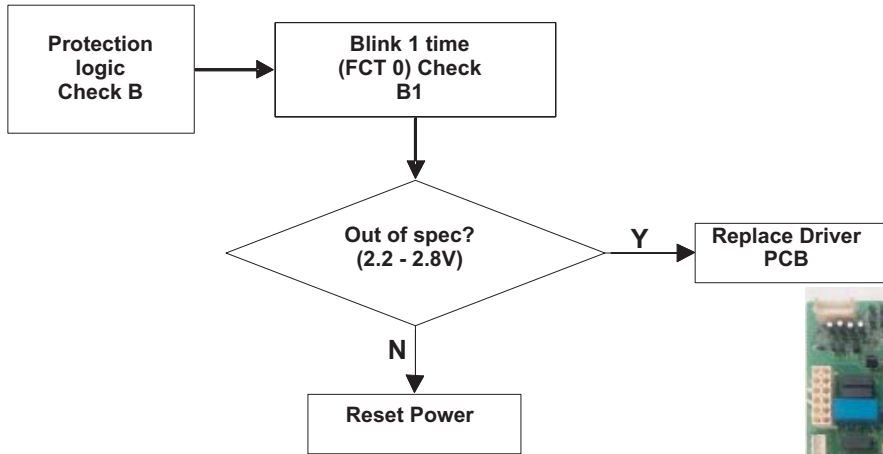 Protection
logic
Check B
Blink 1 time
(FCT 0) Check
B1
Out of spec?
(2.2 - 2.8V)
Y
Replace Driver
PCB
N
Reset Power